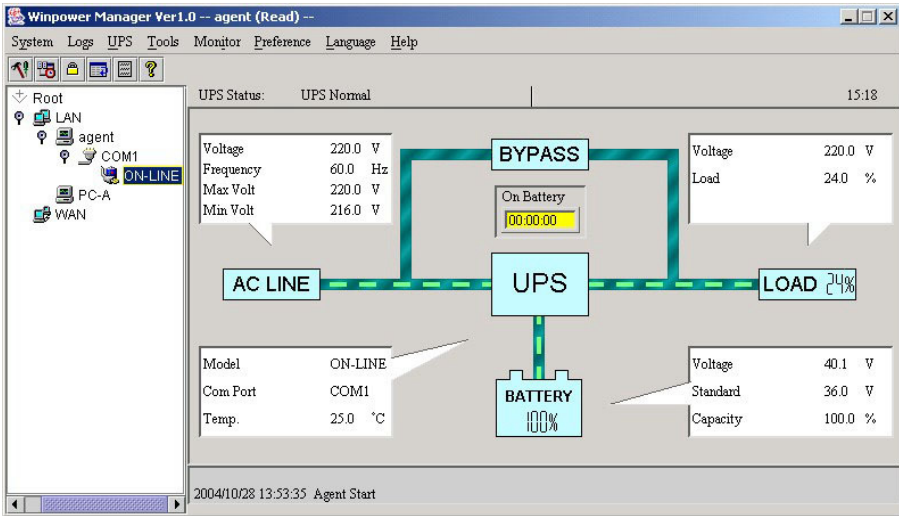 Winpower Manager Ver1.0 -- agent (Read) --
System Logs UPS Tools Monitor Preference Language Help
Root
LAN
agent
COM1
ON-LINE
PC-A
WAN
UPS Status: UPS Normal 15:18
Voltage 220.0 V
Frequency 60.0 Hz
Max Volt 220.0 V
Min Volt 216.0 V
BYPASS
On Battery
00:00:00
Voltage 220.0 V
Load 24.0 %
AC LINE
UPS
LOAD 24%
Model ON-LINE
Com Port COM1
Temp. 25.0 °C
BATTERY
100%
Voltage 40.1 V
Standard 36.0 V
Capacity 100.0 %
2004/10/28 13:53:35 Agent Start